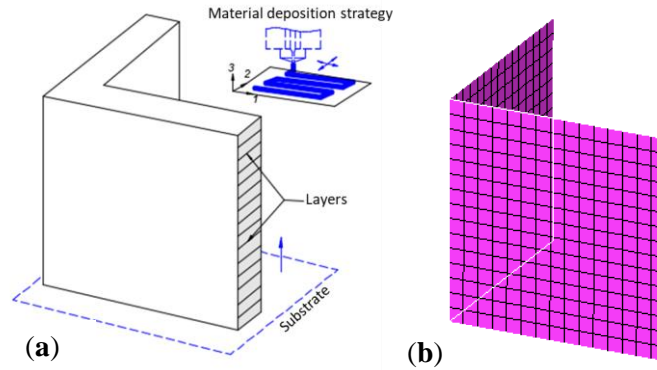 Material deposition strategy
3
2
1
Layers
Substrate
(a)
(b)